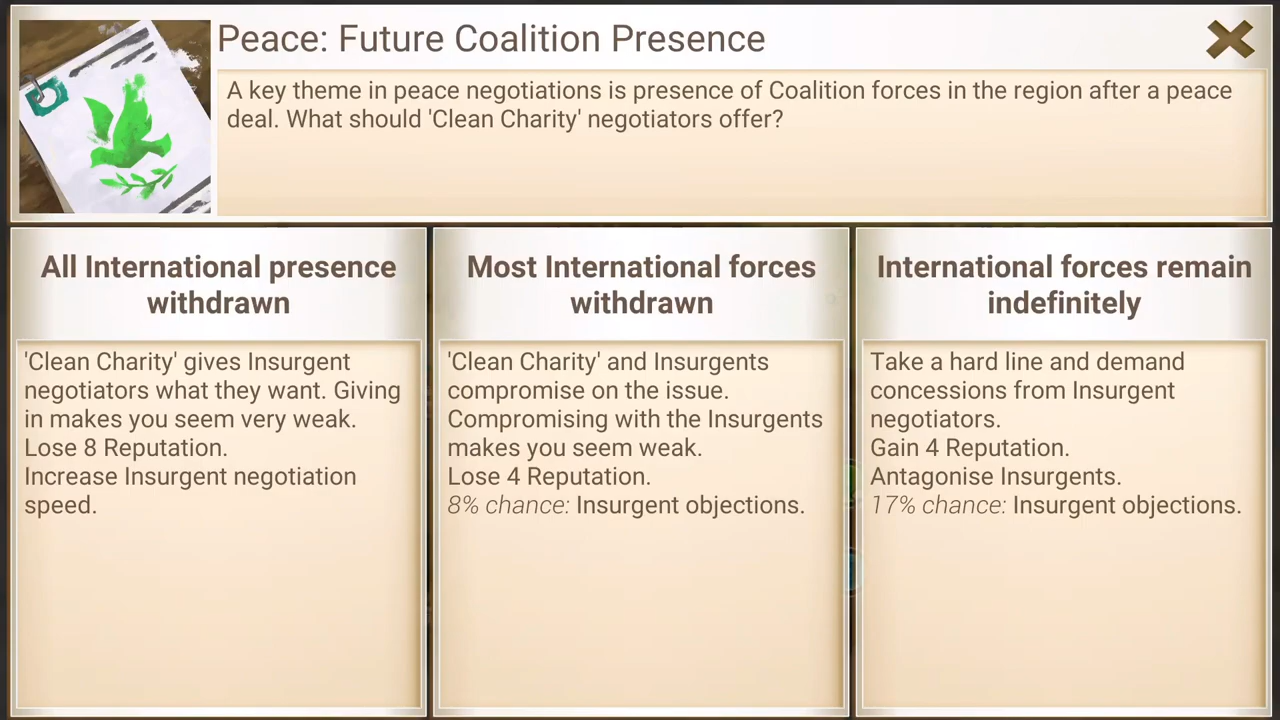 Peace: Future Coalition Presence
A key theme in peace negotiations is presence of Coalition forces in the region after a peace
deal. What should 'Clean Charity' negotiators offer?
All International presence
withdrawn
'Clean Charity' gives Insurgent
negotiators what they want. Giving
in makes you seem very weak.
Lose 8 Reputation.
Increase Insurgent negotiation
speed.
Most International forces
withdrawn
'Clean Charity' and Insurgents
compromise on the issue.
Compromising with the Insurgents
makes you seem weak.
Lose 4 Reputation.
8% chance: Insurgent objections.
International forces remain
indefinitely
Take a hard line and demand
concessions from Insurgent
negotiators.
Gain 4 Reputation.
Antagonise Insurgents.
17% chance: Insurgent objections.